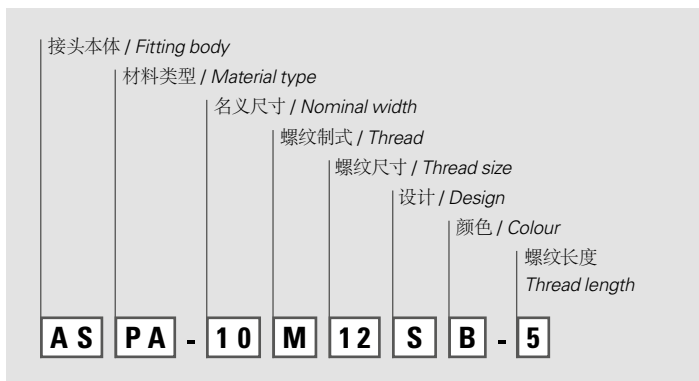 接头本体 / Fitting body
材料类型 / Material type
名义尺寸 / Nominal width
螺纹制式 / Thread
螺纹尺寸 / Thread size
设计 / Design
颜色 / Colour
螺纹长度
Thread length
AS PA - 10 M 12 S B - 5